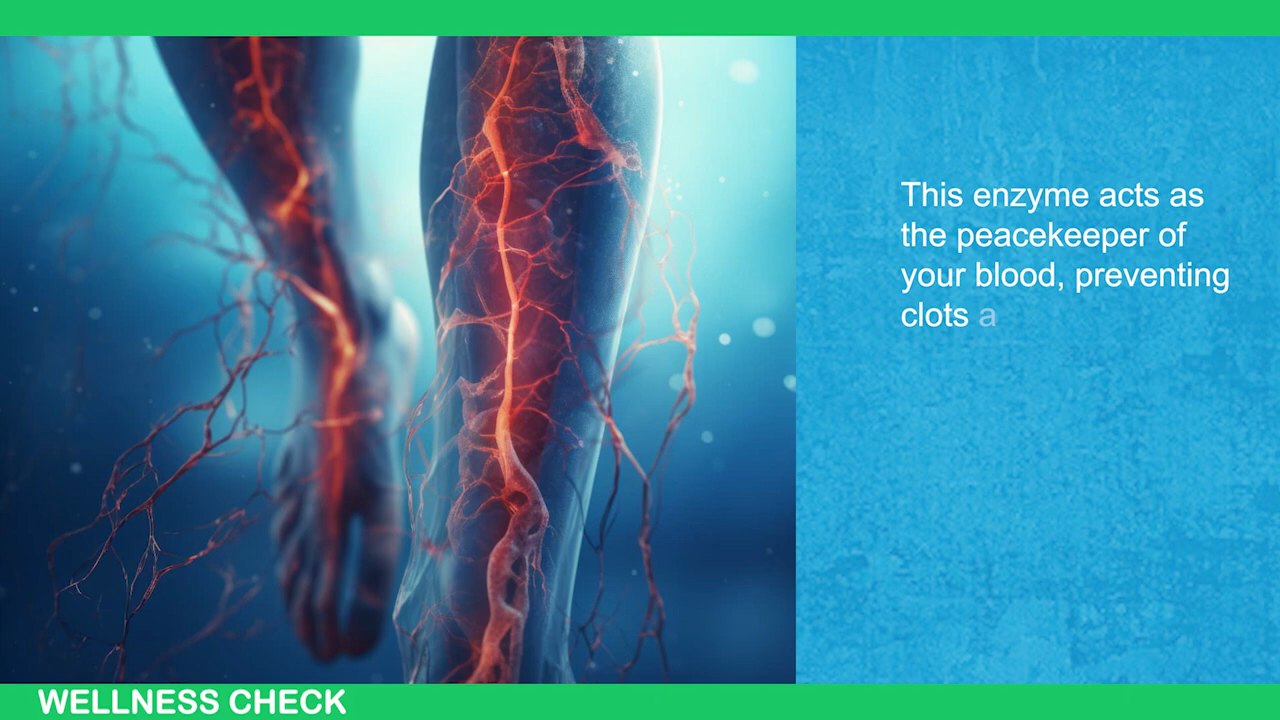 This enzyme acts as
the peacekeeper of
your blood, preventing
clots a
WELLNESS CHECK